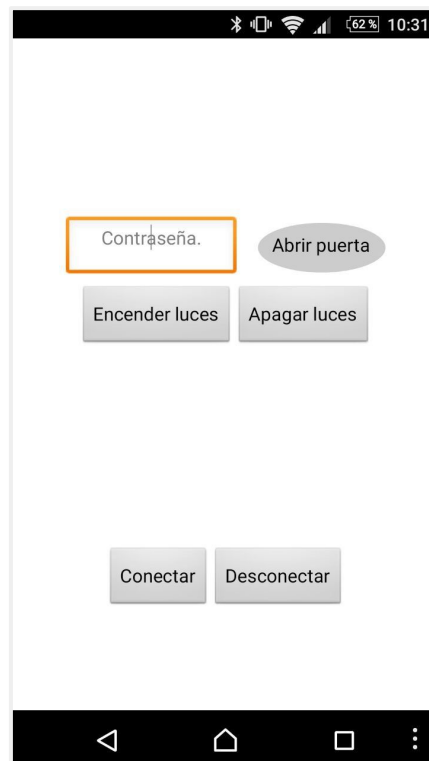 62 % 10:31
Contraseña. Abrir puerta
Encender luces Apagar luces
Conectar Desconectar